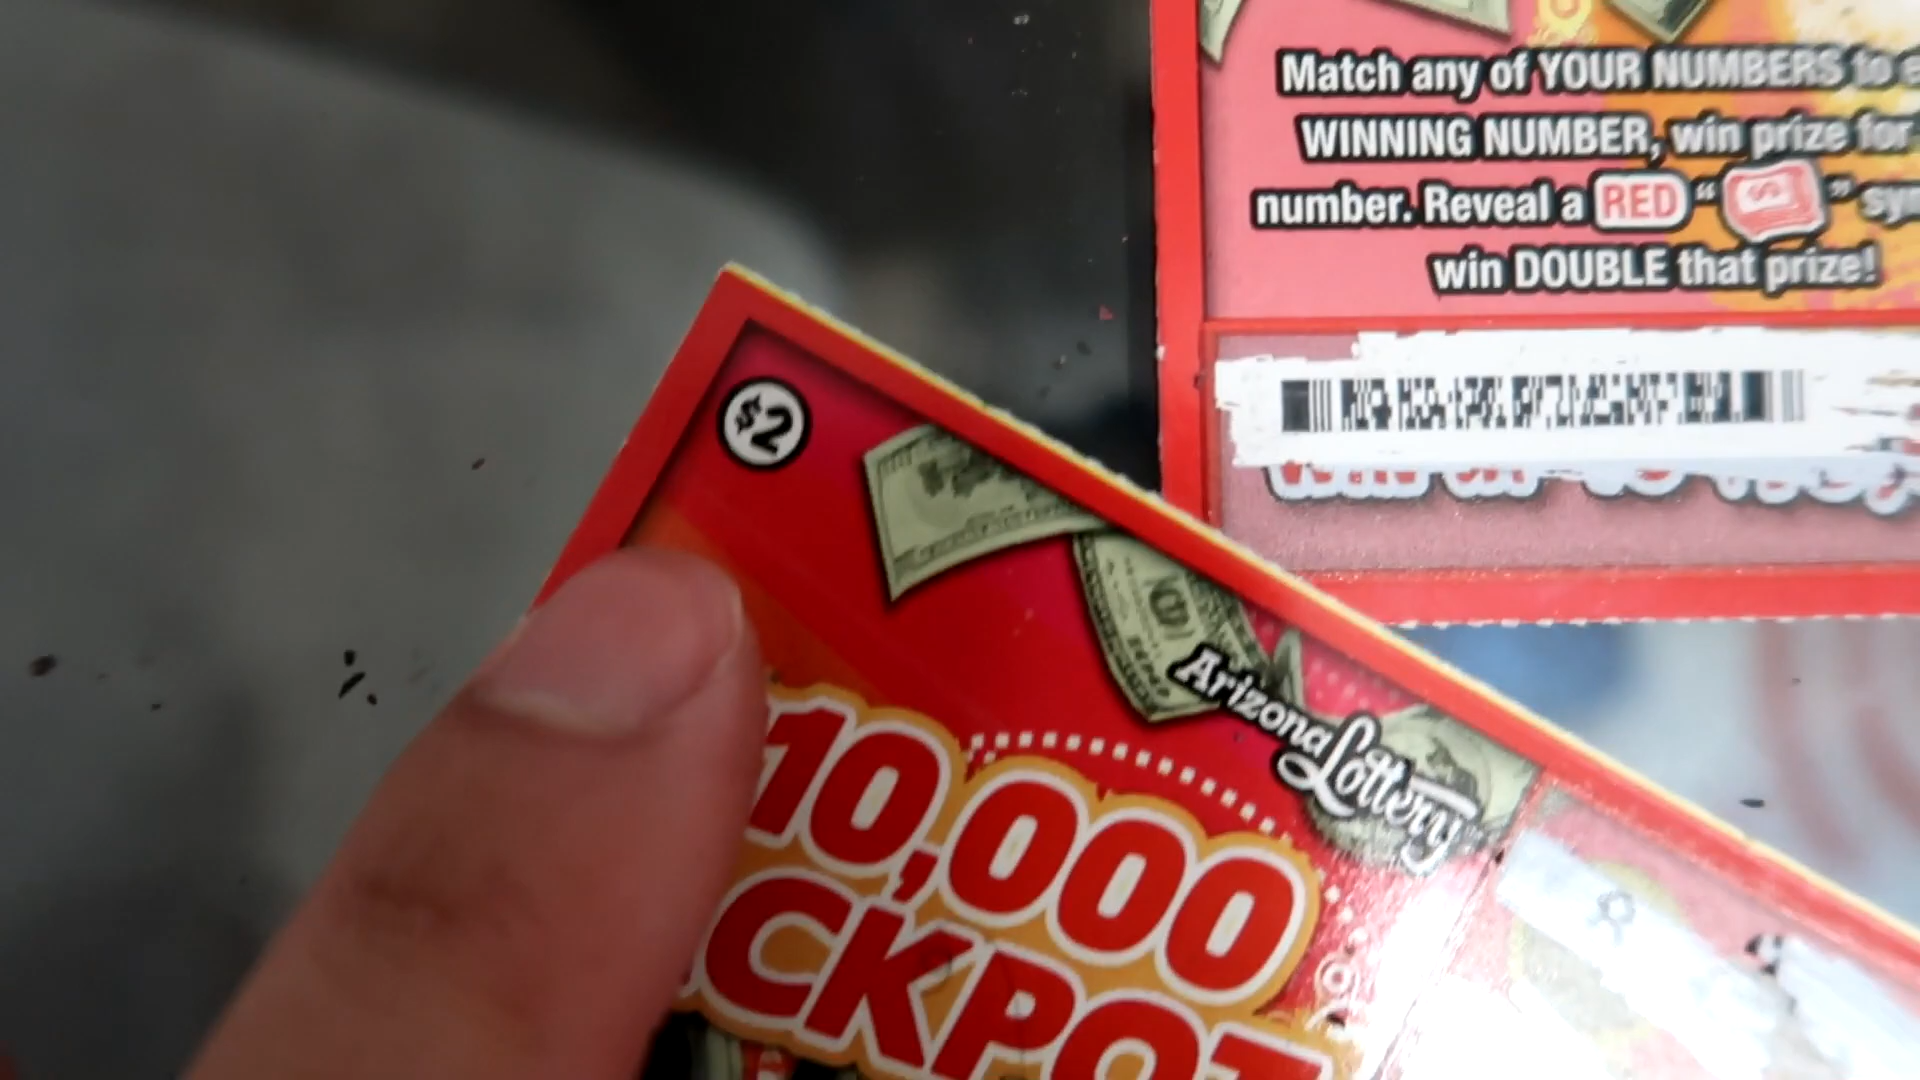 Match any of YOUR NUMBERS to
WINNING NUMBER, win prize for
number. Reveal a RED "$"
win DOUBLE that prize!
$2
Arizona Lottery
10,000
CKPOT